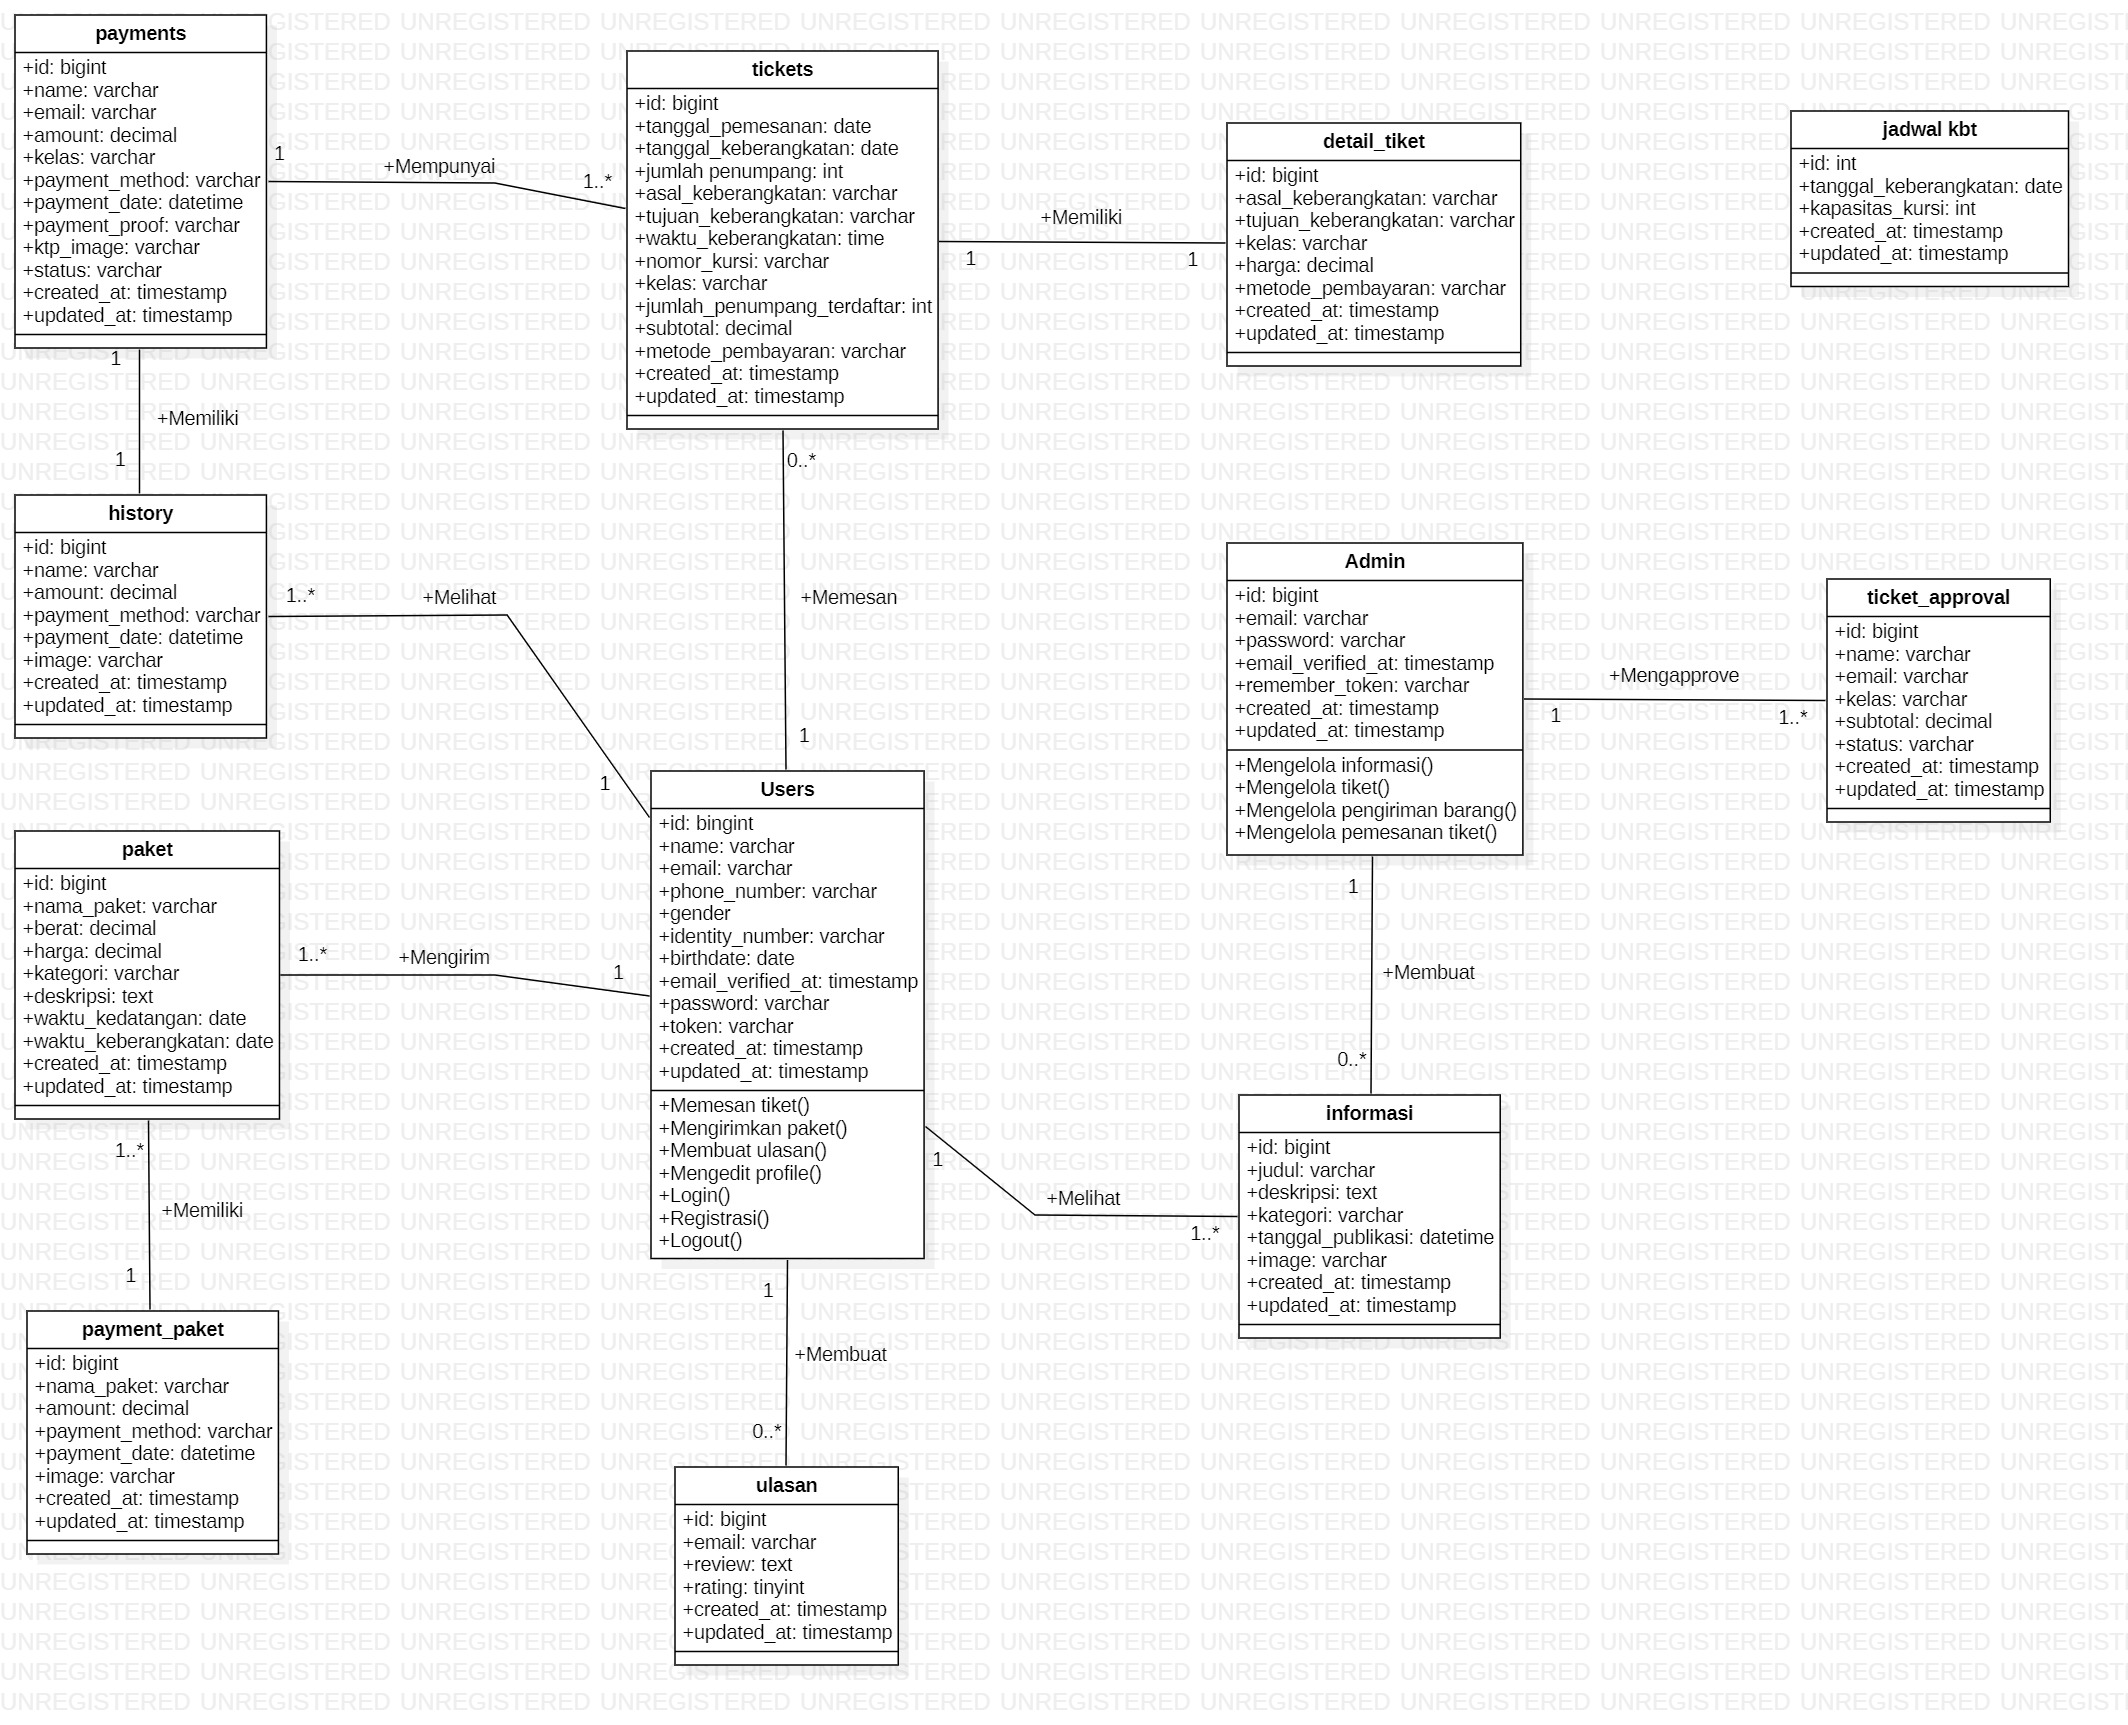 payments
+id: bigint
+name: varchar
+email: varchar
+amount: decimal
+kelas: varchar
+payment_method: varchar
+payment_date: datetime
+payment_proof: varchar
+ktp_image: varchar
+status: varchar
+created_at: timestamp
+updated_at: timestamp
1
+Mempunyai
1..*
tickets
+id: bigint
+tanggal_pemesanan: date
+tanggal_keberangkatan: date
+jumlah penumpang: int
+asal_keberangkatan: varchar
+tujuan_keberangkatan: varchar
+waktu_keberangkatan: time
+nomor_kursi: varchar
+kelas: varchar
+jumlah_penumpang_terdaftar: int
+subtotal: decimal
+metode_pembayaran: varchar
+created_at: timestamp
+updated_at: timestamp
+Memiliki
1
1
detail_tiket
+id: bigint
+asal_keberangkatan: varchar
+tujuan_keberangkatan: varchar
+kelas: varchar
+harga: decimal
+metode_pembayaran: varchar
+created_at: timestamp
+updated_at: timestamp
jadwal kbt
+id: int
+tanggal_keberangkatan: date
+kapasitas_kursi: int
+created_at: timestamp
+updated_at: timestamp
1
+Memiliki
1
history
+id: bigint
+name: varchar
+amount: decimal
+payment_method: varchar
+payment_date: datetime
+image: varchar
+created_at: timestamp
+updated_at: timestamp
1..*
+Melihat
1
0..*
+Memesan
1
Admin
+id: bigint
+email: varchar
+password: varchar
+email_verified_at: timestamp
+remember_token: varchar
+created_at: timestamp
+updated_at: timestamp
+Mengelola informasi()
+Mengelola tiket()
+Mengelola pengiriman barang()
+Mengelola pemesanan tiket()
+Mengapprove
1
1..*
ticket_approval
+id: bigint
+name: varchar
+email: varchar
+kelas: varchar
+subtotal: decimal
+status: varchar
+created_at: timestamp
+updated_at: timestamp
paket
+id: bigint
+nama_paket: varchar
+berat: decimal
+harga: decimal
+kategori: varchar
+deskripsi: text
+waktu_kedatangan: date
+waktu_keberangkatan: date
+created_at: timestamp
+updated_at: timestamp
1..*
+Mengirim
1
Users
+id: bingint
+name: varchar
+email: varchar
+phone_number: varchar
+gender
+identity_number: varchar
+birthdate: date
+email_verified_at: timestamp
+password: varchar
+token: varchar
+created_at: timestamp
+updated_at: timestamp
+Memesan tiket()
+Mengirimkan paket()
+Membuat ulasan()
+Mengedit profile()
+Login()
+Registrasi()
+Logout()
1
+Membuat
0..*
1
+Melihat
1..*
informasi
+id: bigint
+judul: varchar
+deskripsi: text
+kategori: varchar
+tanggal_publikasi: datetime
+image: varchar
+created_at: timestamp
+updated_at: timestamp
1..*
+Memiliki
1
payment_paket
+id: bigint
+nama_paket: varchar
+amount: decimal
+payment_method: varchar
+payment_date: datetime
+image: varchar
+created_at: timestamp
+updated_at: timestamp
1
+Membuat
0..*
ulasan
+id: bigint
+email: varchar
+review: text
+rating: tinyint
+created_at: timestamp
+updated_at: timestamp
UNREGISTERED